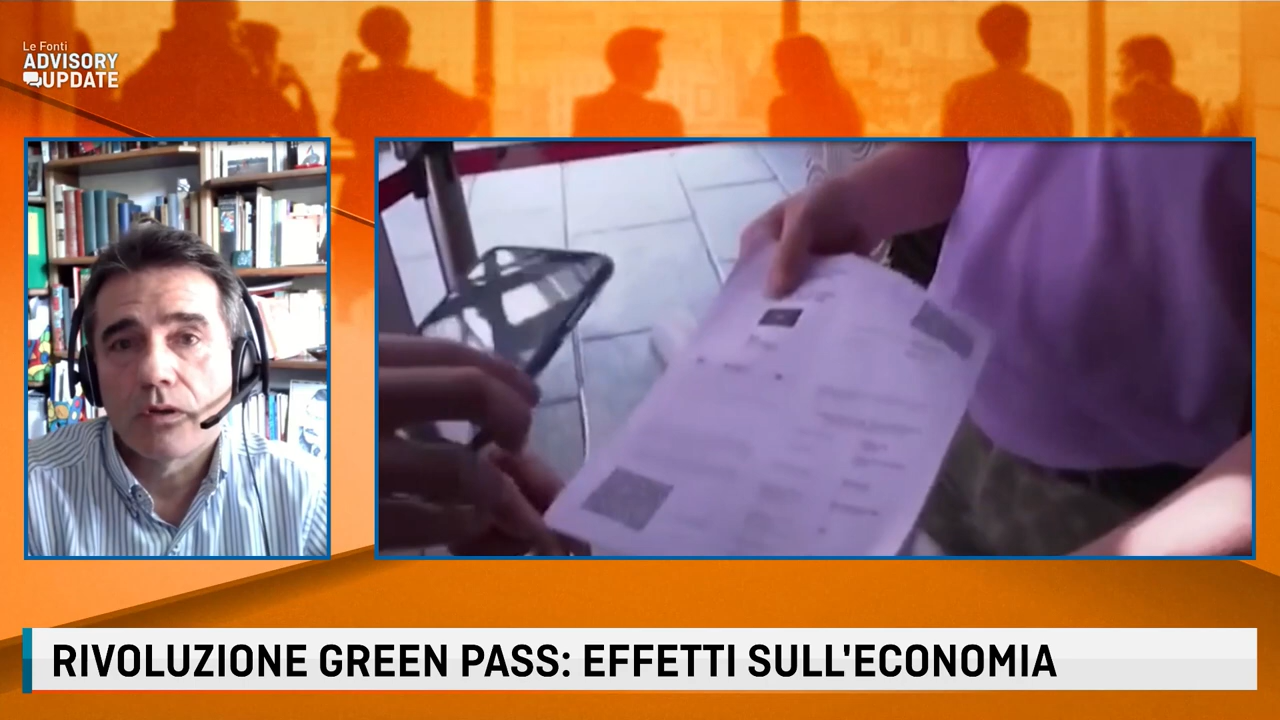 Le Fonti
ADVISORY
UPDATE
RIVOLUZIONE GREEN PASS: EFFETTI SULL'ECONOMIA